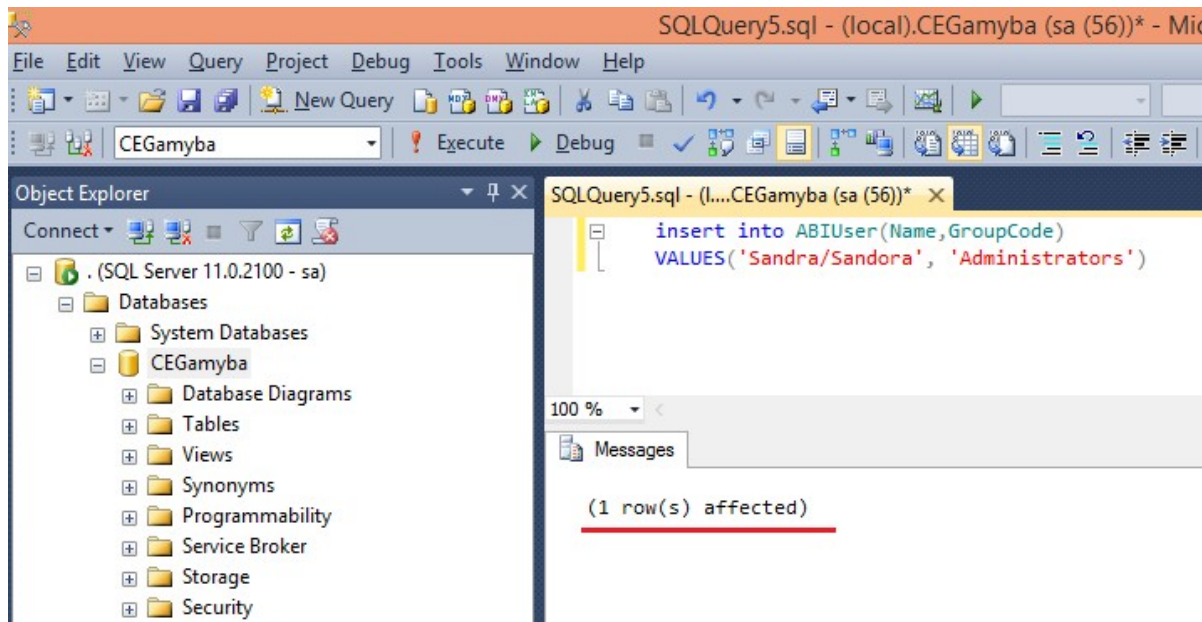 SQLQuery5.sql - (local).CEGamyba (sa (56))* - Mic
File Edit View Query Project Debug Tools Window Help
New Query
CEGamyba Execute Debug
Object Explorer
SQLQuery5.sql - (l....CEGamyba (sa (56))*
Connect
insert into ABIUser(Name,GroupCode)
VALUES('Sandra/Sandora', 'Administrators')
. (SQL Server 11.0.2100 - sa)
Databases
System Databases
CEGamyba
Database Diagrams
Tables
Views
Synonyms
Programmability
Service Broker
Storage
Security
100 %
Messages
(1 row(s) affected)